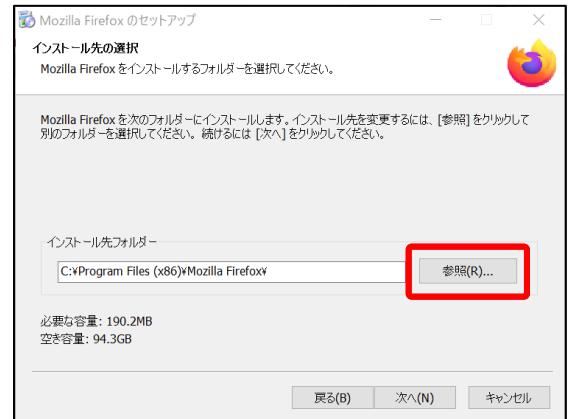 Mozilla Firefox のセットアップ
インストール先の選択
Mozilla Firefox をインストールするフォルダーを選択してください。
Mozilla Firefox を次のフォルダーにインストールします。インストール先を変更するには、[参照] をクリックして
別のフォルダーを選択してください。続けるには [次へ] をクリックしてください。
インストール先フォルダー
C:¥Program Files (x86)¥Mozilla Firefox¥
参照(R)...
必要な容量: 190.2MB
空き容量: 94.3GB
戻る(B)
次へ(N)
キャンセル